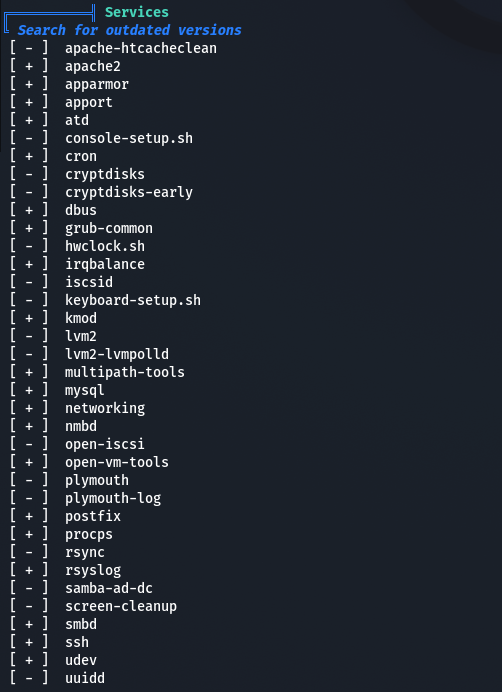 ╔══════════╣ Services
╚ Search for outdated versions
[ - ]  apache-htcacheclean
[ + ]  apache2
[ + ]  apparmor
[ + ]  apport
[ + ]  atd
[ - ]  console-setup.sh
[ + ]  cron
[ - ]  cryptdisks
[ - ]  cryptdisks-early
[ + ]  dbus
[ + ]  grub-common
[ - ]  hwclock.sh
[ + ]  irqbalance
[ - ]  iscsid
[ - ]  keyboard-setup.sh
[ + ]  kmod
[ - ]  lvm2
[ - ]  lvm2-lvmpolld
[ + ]  multipath-tools
[ + ]  mysql
[ + ]  networking
[ + ]  nmbd
[ - ]  open-iscsi
[ + ]  open-vm-tools
[ - ]  plymouth
[ - ]  plymouth-log
[ + ]  postfix
[ + ]  procps
[ - ]  rsync
[ + ]  rsyslog
[ - ]  samba-ad-dc
[ - ]  screen-cleanup
[ + ]  smbd
[ + ]  ssh
[ + ]  udev
[ - ]  uuidd